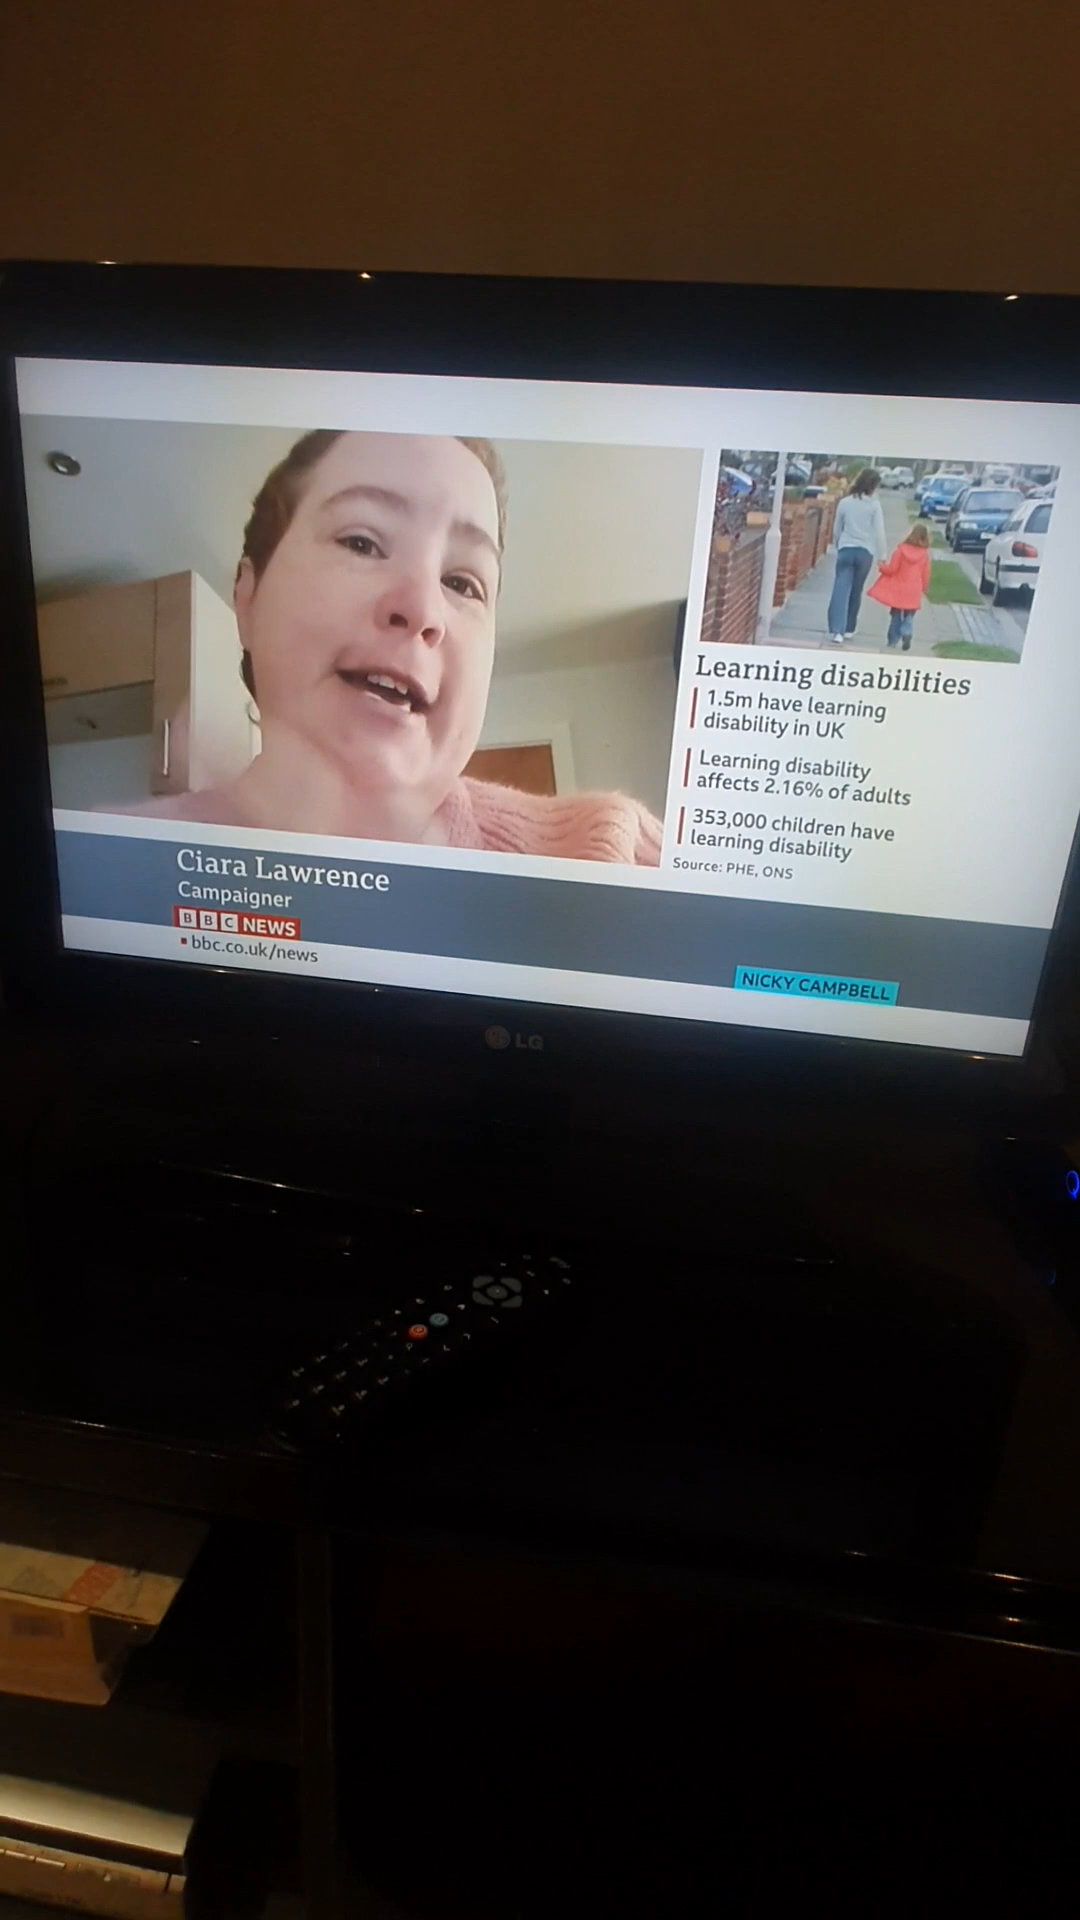 Learning disabilities
1.5m have learning
disability in UK
Learning disability
affects 2.16% of adults
353,000 children have
learning disability
Source: PHE, ONS
Ciara Lawrence
Campaigner
BBC NEWS
bbc.co.uk/news
NICKY CAMPBELL
LG